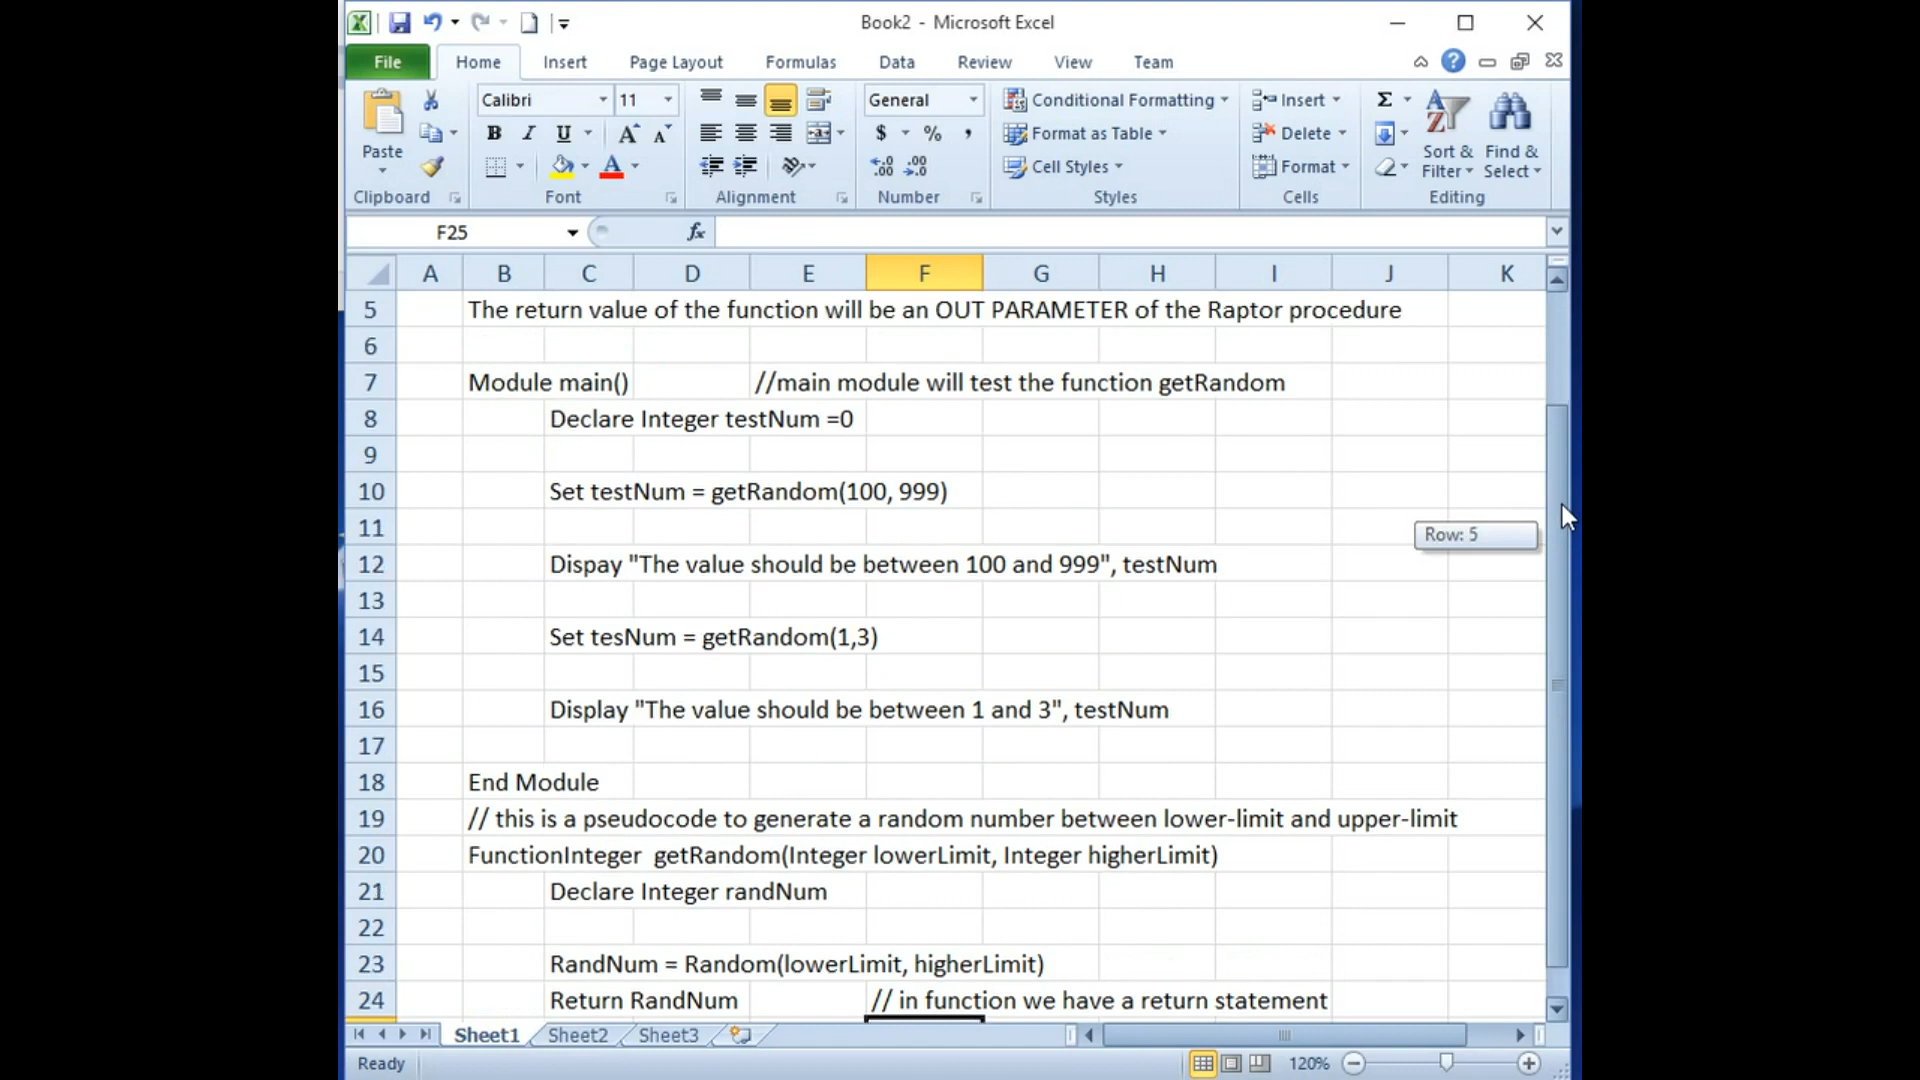 Book2 - Microsoft Excel
File Home Insert Page Layout Formulas Data Review View Team
Calibri 11 General Conditional Formatting Insert Σ
B I U A A $ % , Format as Table Delete
Paste A Cell Styles Format Sort & Filter Find & Select
Clipboard Font Alignment Number Styles Cells Editing
F25 fx
A B C D E F G H I J K
5 The return value of the function will be an OUT PARAMETER of the Raptor procedure
6
7 Module main() //main module will test the function getRandom
8 Declare Integer testNum =0
9
10 Set testNum = getRandom(100, 999)
11
Row: 5
12 Dispay "The value should be between 100 and 999", testNum
13
14 Set tesNum = getRandom(1,3)
15
16 Display "The value should be between 1 and 3", testNum
17
18 End Module
19 // this is a pseudocode to generate a random number between lower-limit and upper-limit
20 FunctionInteger getRandom(Integer lowerLimit, Integer higherLimit)
21 Declare Integer randNum
22
23 RandNum = Random(lowerLimit, higherLimit)
24 Return RandNum // in function we have a return statement
Sheet1 Sheet2 Sheet3
Ready 120%